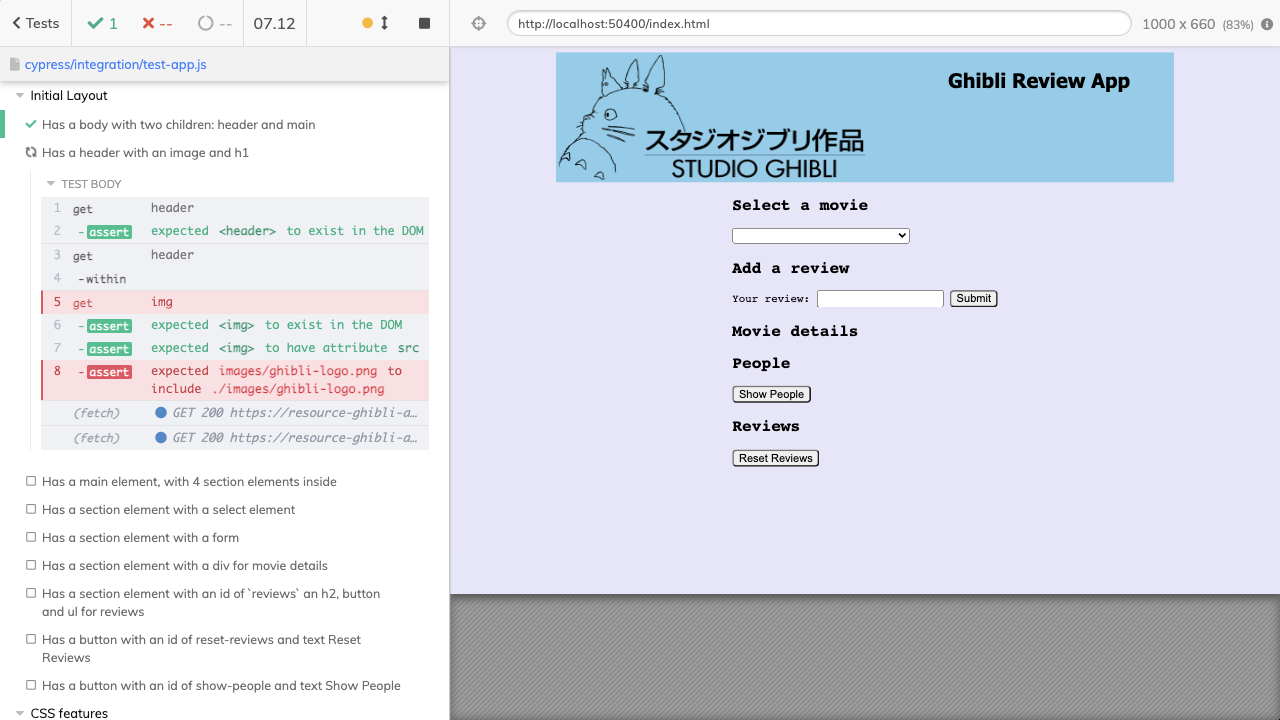 Tests
1
--
--
07.12
http://localhost:50400/index.html
1000 x 660 (83%)
cypress/integration/test-app.js
Initial Layout
Has a body with two children: header and main
Has a header with an image and h1
TEST BODY
1 get header
2 -assert expected <header> to exist in the DOM
3 get header
4 -within
5 get img
6 -assert expected <img> to exist in the DOM
7 -assert expected <img> to have attribute src
8 -assert expected images/ghibli-logo.png to
include ./images/ghibli-logo.png
(fetch) GET 200 https://resource-ghibli-a...
(fetch) GET 200 https://resource-ghibli-a...
Has a main element, with 4 section elements inside
Has a section element with a select element
Has a section element with a form
Has a section element with a div for movie details
Has a section element with an id of `reviews` an h2, button
and ul for reviews
Has a button with an id of reset-reviews and text Reset
Reviews
Has a button with an id of show-people and text Show People
CSS features
Ghibli Review App
スタジオジブリ作品
STUDIO GHIBLI
Select a movie
Add a review
Your review: Submit
Movie details
People
Show People
Reviews
Reset Reviews